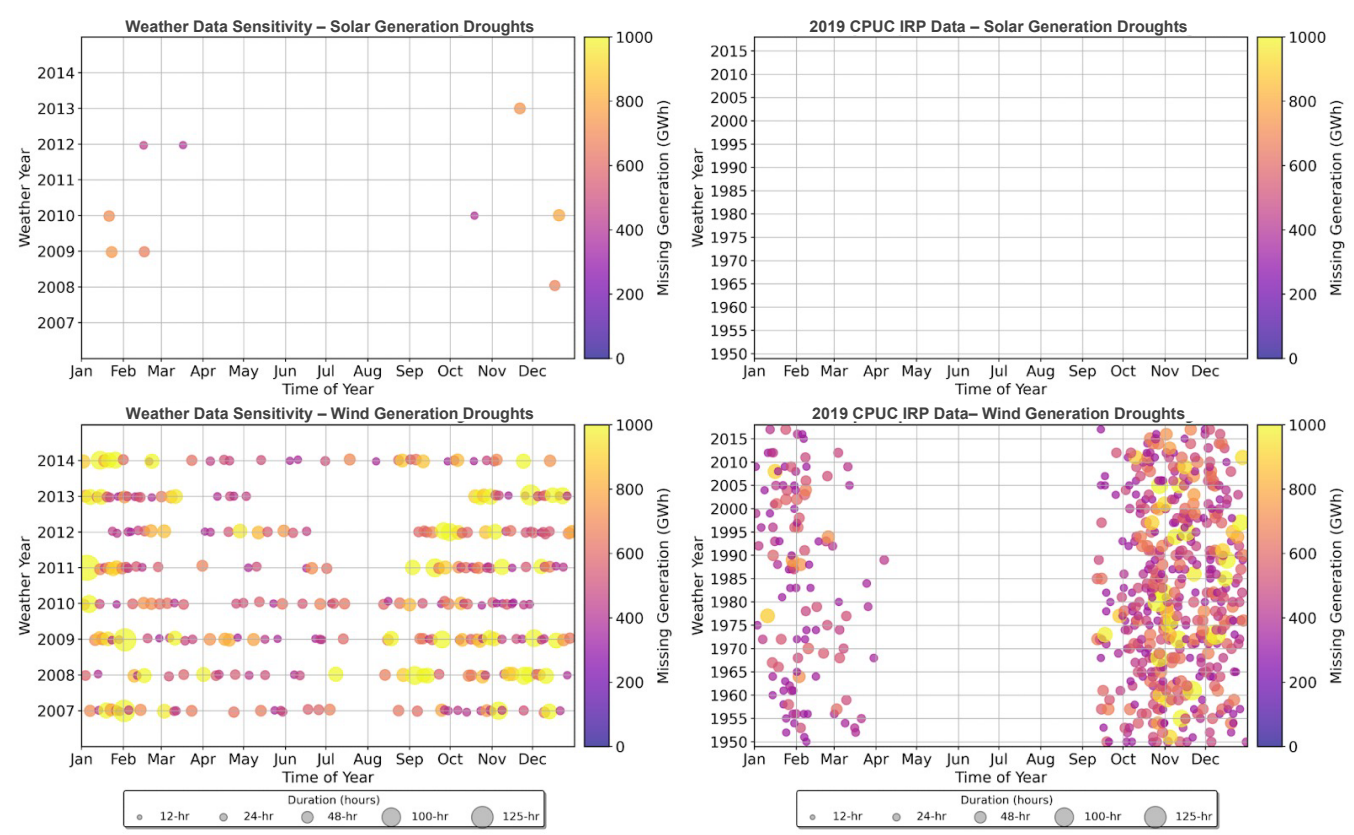 Weather Data Sensitivity – Solar Generation Droughts
1000
800
600
400
200
0
Missing Generation (GWh)
2014
2013
2012
2011
2010
2009
2008
2007
Weather Year
Jan Feb Mar Apr May Jun Jul Aug Sep Oct Nov Dec
Time of Year
2019 CPUC IRP Data – Solar Generation Droughts
1000
800
600
400
200
0
Missing Generation (GWh)
2015
2010
2005
2000
1995
1990
1985
1980
1975
1970
1965
1960
1955
1950
Weather Year
Jan Feb Mar Apr May Jun Jul Aug Sep Oct Nov Dec
Time of Year
Weather Data Sensitivity – Wind Generation Droughts
1000
800
600
400
200
0
Missing Generation (GWh)
2014
2013
2012
2011
2010
2009
2008
2007
Weather Year
Jan Feb Mar Apr May Jun Jul Aug Sep Oct Nov Dec
Time of Year
Duration (hours)
12-hr 24-hr 48-hr 100-hr 125-hr
2019 CPUC IRP Data– Wind Generation Droughts
1000
800
600
400
200
0
Missing Generation (GWh)
2015
2010
2005
2000
1995
1990
1985
1980
1975
1970
1965
1960
1955
1950
Weather Year
Jan Feb Mar Apr May Jun Jul Aug Sep Oct Nov Dec
Time of Year
Duration (hours)
12-hr 24-hr 48-hr 100-hr 125-hr